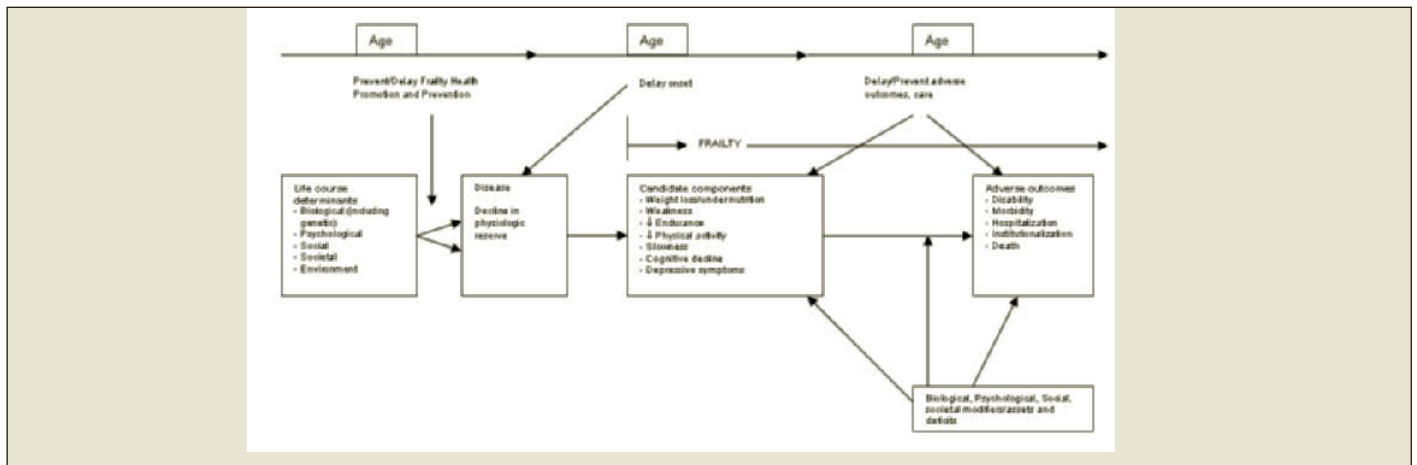 Age
Age
Age
Prevent/Delay Frailty Health
Promotion and Prevention
Delay onset
Delay/Prevent adverse
outcomes, care
FRAILTY
Life course
determinants
- Biological (including
genetic)
- Psychological
- Social
- Societal
- Environment
Disease
Decline in
physiologic
reserve
Candidate components
- Weight loss/under nutrition
- Weakness
- ↓ Endurance
- ↓ Physical activity
- Slowness
- Cognitive decline
- Depressive symptoms
Adverse outcomes
- Disability
- Morbidity
- Hospitalization
- Institutionalization
- Death
Biological, Psychological, Social,
societal modifiers/assets and
deficits